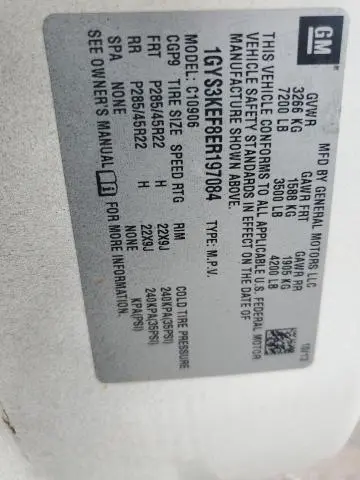 GM
MFD BY GENERAL MOTORS LLC
GVWR GAWR FRT GAWR RR
3266 KG 1588 KG 1905 KG
7200 LB 3500 LB 4200 LB
THIS VEHICLE CONFORMS TO ALL APPLICABLE U.S. FEDERAL MOTOR
VEHICLE SAFETY STANDARDS IN EFFECT ON THE DATE OF
MANUFACTURE SHOWN ABOVE.
10/13
1GYS3KEF8ER197084 TYPE: M.P.V.
MODEL: C10906
CGP9 TIRE SIZE SPEED RTG RIM COLD TIRE PRESSURE
FRT P285/45R22 H 22X9J 240KPA(35PSI)
RR P285/45R22 H 22X9J 240KPA(35PSI)
SPA NONE NONE KPA(PSI)
SEE OWNER'S MANUAL i FOR MORE INFORMATION.